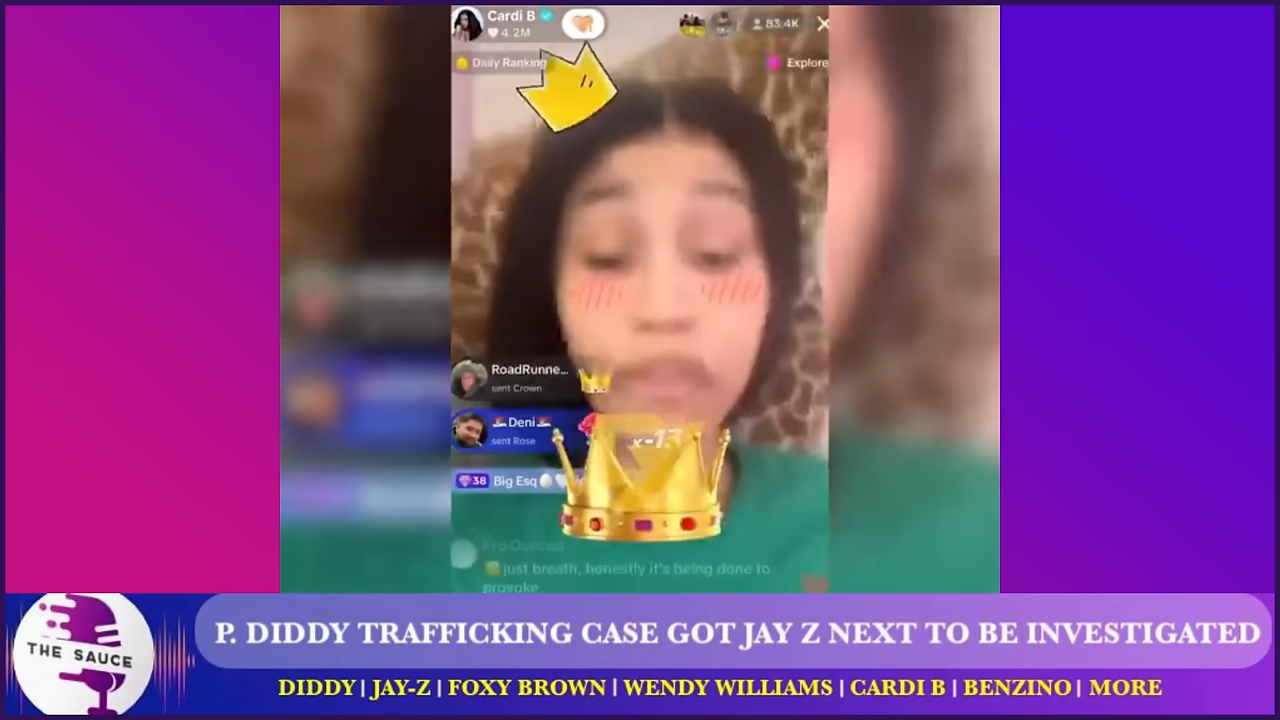 Cardi B
4.2M
83.4K
Daily Ranking
Explore
RoadRunne...
sent Crown
Deni
sent Rose
38 Big Esq
just breath, honestly it's being done to
provoke
THE SAUCE
P. DIDDY TRAFFICKING CASE GOT JAY Z NEXT TO BE INVESTIGATED
DIDDY | JAY-Z | FOXY BROWN | WENDY WILLIAMS | CARDI B | BENZINO | MORE